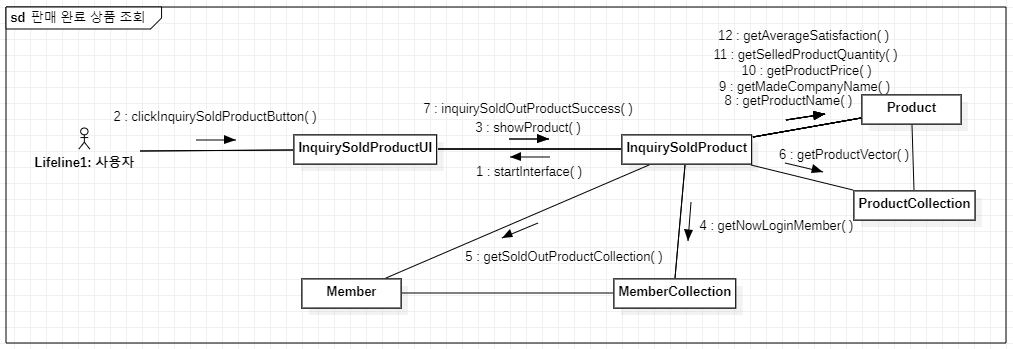 sd 판매 완료 상품 조회
12 : getAverageSatisfaction( )
11 : getSelledProductQuantity( )
10 : getProductPrice( )
9 : getMadeCompanyName( )
8 : getProductName( )
Product
2 : clickInquirySoldProductButton( )
7 : inquirySoldOutProductSuccess( )
3 : showProduct( )
InquirySoldProductUI
InquirySoldProduct
Lifeline1: 사용자
1 : startInterface( )
6 : getProductVector( )
ProductCollection
4 : getNowLoginMember( )
5 : getSoldOutProductCollection( )
Member
MemberCollection